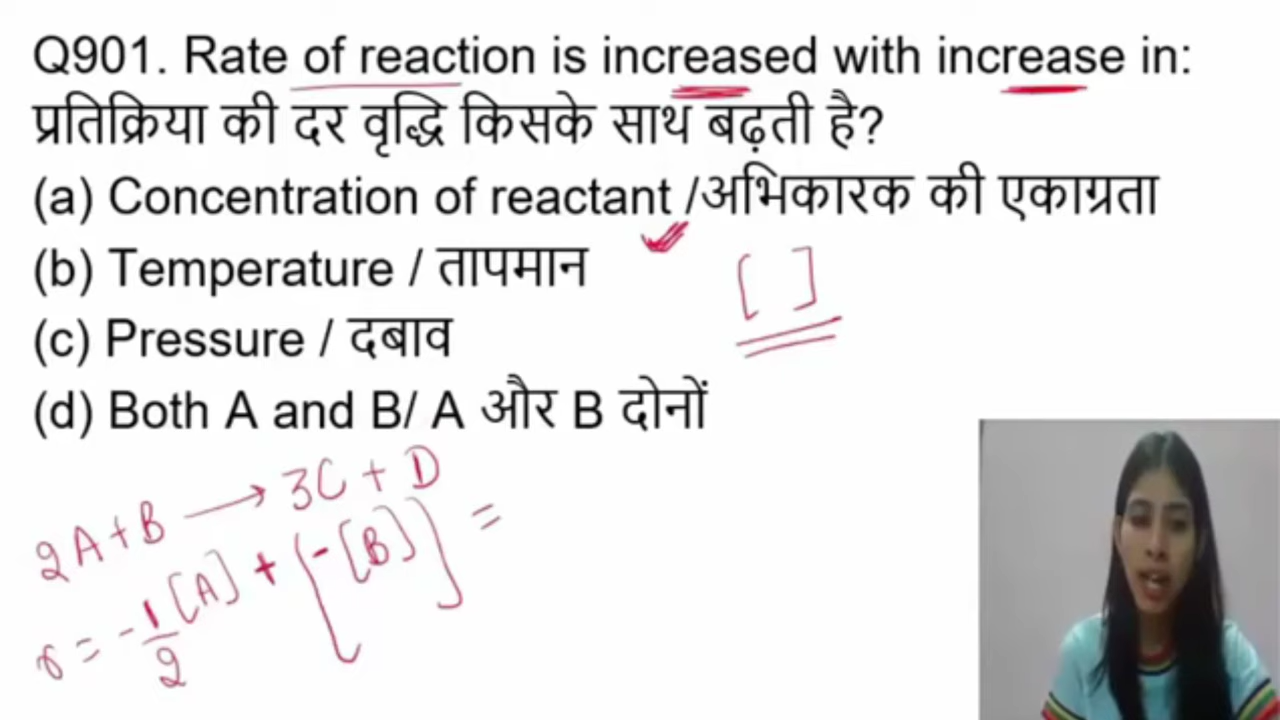 Q901. Rate of reaction is increased with increase in:
प्रतिक्रिया की दर वृद्धि किसके साथ बढ़ती है?
(a) Concentration of reactant /अभिकारक की एकाग्रता
(b) Temperature / तापमान
[ ]
(c) Pressure / दबाव
(d) Both A and B/ A और B दोनों
2A+B → 3C + D
r = -1/2 [A] + [-[B]] =